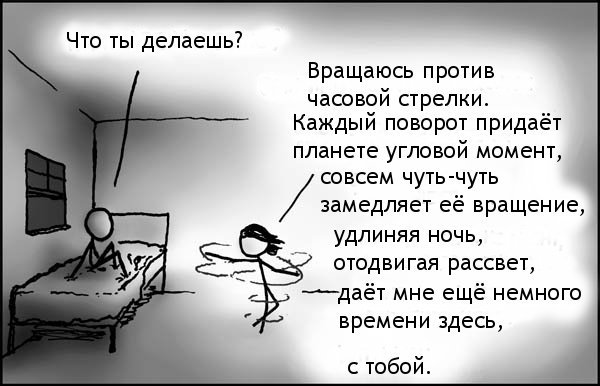 Что ты делаешь?
Вращаюсь против
часовой стрелки.
Каждый поворот придаёт
планете угловой момент,
совсем чуть-чуть
замедляет её вращение,
удлиняя ночь,
отодвигая рассвет,
даёт мне ещё немного
времени здесь,
с тобой.